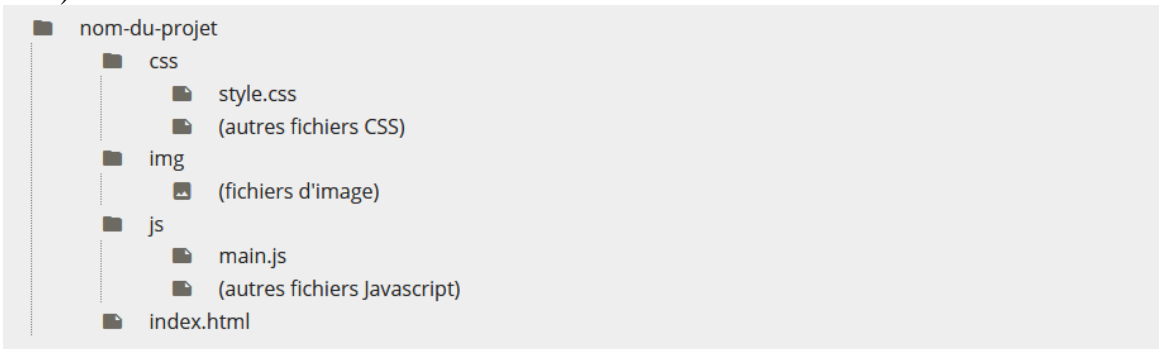 nom-du-projet
css
style.css
(autres fichiers CSS)
img
(fichiers d'image)
js
main.js
(autres fichiers Javascript)
index.html